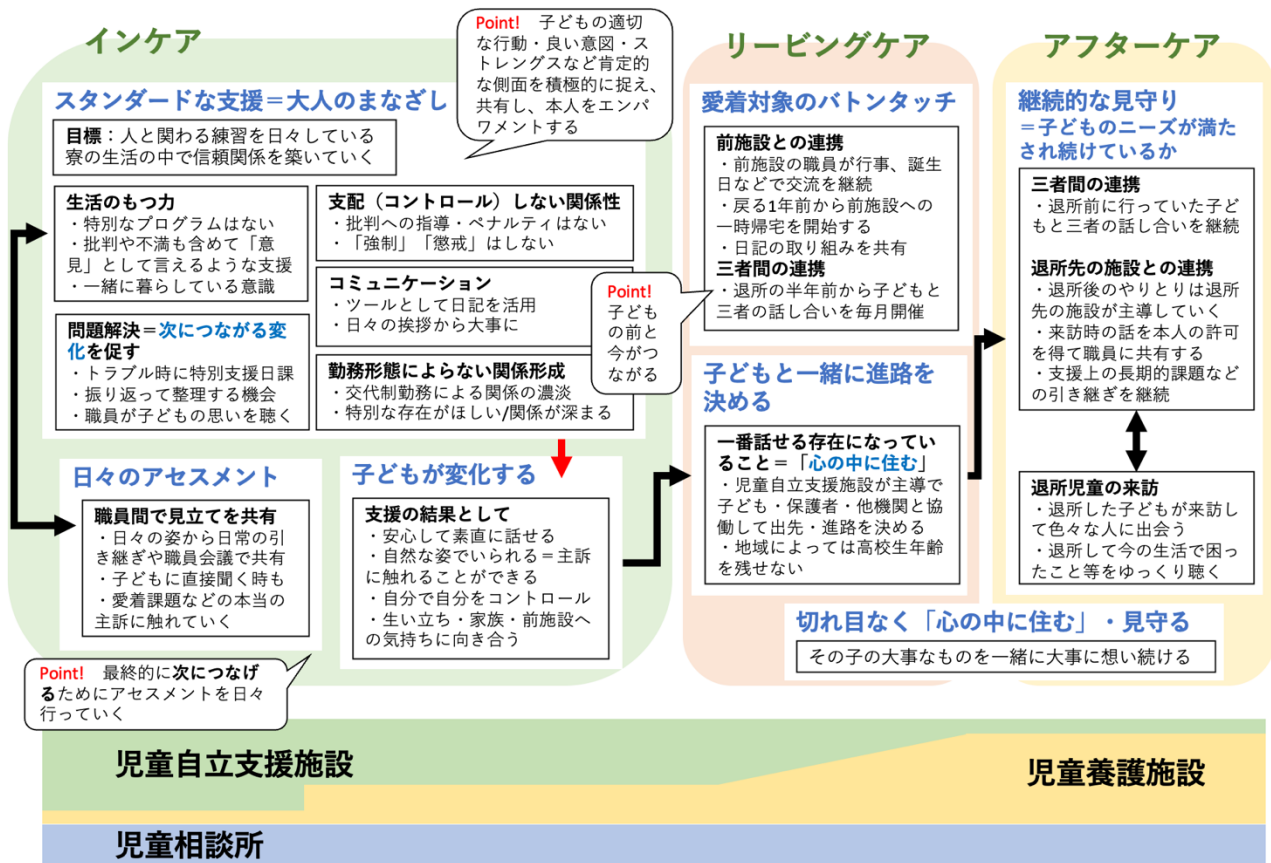 インケア
Point!　子どもの適切
な行動・良い意図・ス
トレングスなど肯定的
な側面を積極的に捉え、
共有し、本人をエンパ
ワメントする
スタンダードな支援＝大人のまなざし
目標：人と関わる練習を日々している
寮の生活の中で信頼関係を築いていく
生活のもつ力
・特別なプログラムはない
・批判や不満も含めて「意
見」として言えるような支援
・一緒に暮らしている意識
問題解決＝次につながる変
化を促す
・トラブル時に特別支援日課
・振り返って整理する機会
・職員が子どもの思いを聴く
支配（コントロール）しない関係性
・批判への指導・ペナルティはない
・「強制」「懲戒」はしない
コミュニケーション
・ツールとして日記を活用
・日々の挨拶から大事に
勤務形態によらない関係形成
・交代制勤務による関係の濃淡
・特別な存在がほしい/関係が深まる
日々のアセスメント
職員間で見立てを共有
・日々の姿から日常の引
き継ぎや職員会議で共有
・子どもに直接聞く時も
・愛着課題などの本当の
主訴に触れていく
Point!　最終的に次につなげ
るためにアセスメントを日々
行っていく
子どもが変化する
支援の結果として
・安心して素直に話せる
・自然な姿でいられる＝主訴
に触れることができる
・自分で自分をコントロール
・生い立ち・家族・前施設へ
の気持ちに向き合う
リービングケア
愛着対象のバトンタッチ
前施設との連携
・前施設の職員が行事、誕生
日などで交流を継続
・戻る1年前から前施設への
一時帰宅を開始する
・日記の取り組みを共有
三者間の連携
・退所の半年前から子どもと
三者の話し合いを毎月開催
Point!
子ども
の前と
今がつ
ながる
子どもと一緒に進路を
決める
一番話せる存在になってい
ること＝「心の中に住む」
・児童自立支援施設が主導で
子ども・保護者・他機関と協
働して出先・進路を決める
・地域によっては高校生年齢
を残せない
アフターケア
継続的な見守り
＝子どものニーズが満た
され続けているか
三者間の連携
・退所前に行っていた子ど
もと三者の話し合いを継続
退所先の施設との連携
・退所後のやりとりは退所
先の施設が主導していく
・来訪時の話を本人の許可
を得て職員に共有する
・支援上の長期的課題など
の引き継ぎを継続
退所児童の来訪
・退所した子どもが来訪
して色々な人に出会う
・退所して今の生活で困っ
たこと等をゆっくり聴く
切れ目なく「心の中に住む」・見守る
その子の大事なものを一緒に大事に想い続ける
児童自立支援施設
児童養護施設
児童相談所